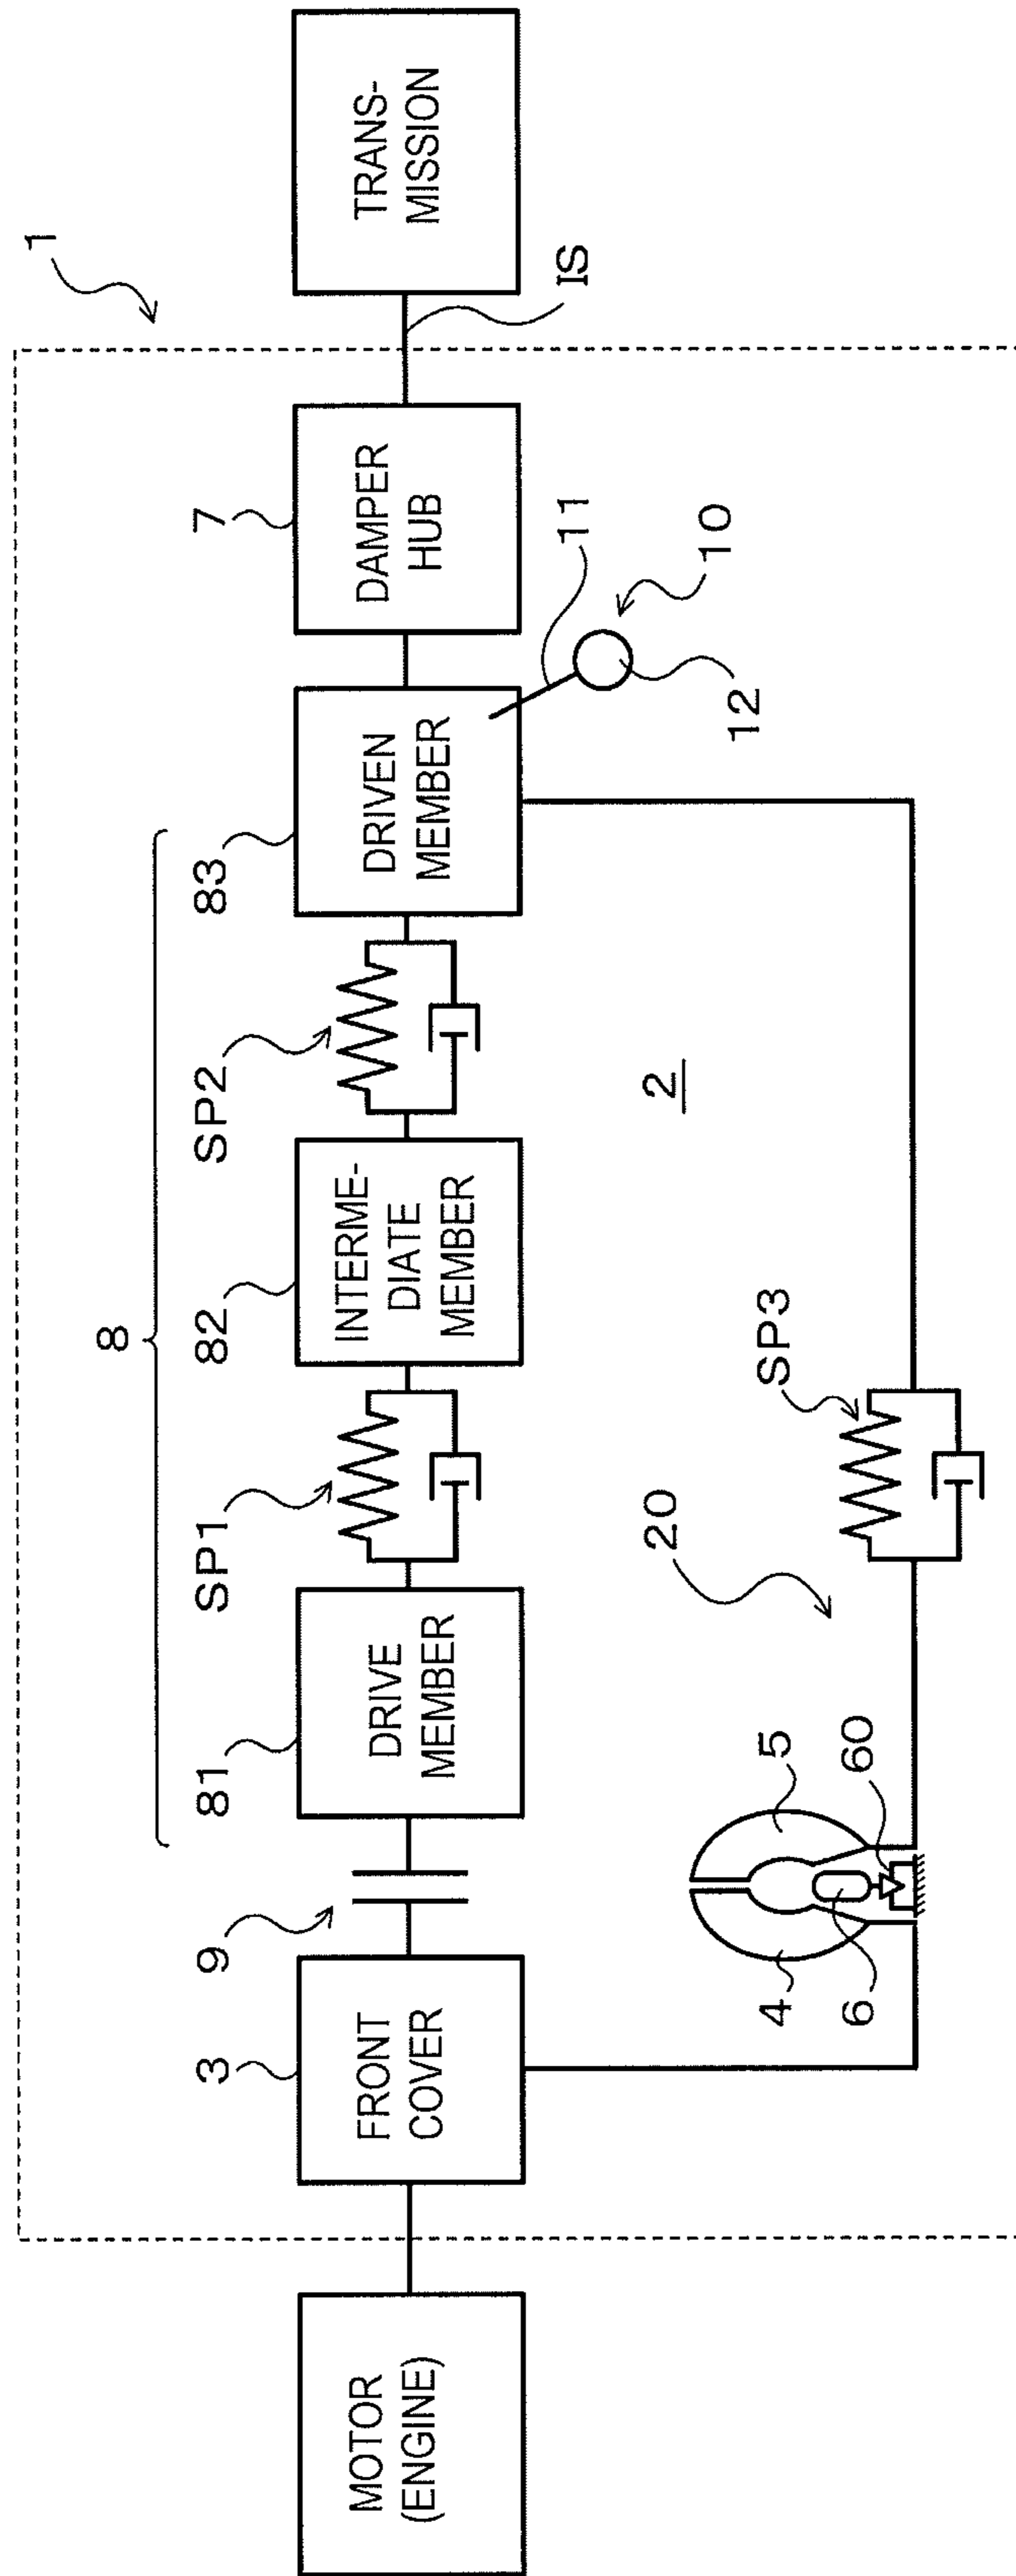 1
8
MOTOR
(ENGINE)
3
FRONT
COVER
9
81
DRIVE
MEMBER
SP1
82
INTERME-
DIATE
MEMBER
SP2
83
DRIVEN
MEMBER
7
DAMPER
HUB
IS
TRANS-
MISSION
11
10
12
2
4
6
5
60
20
SP3